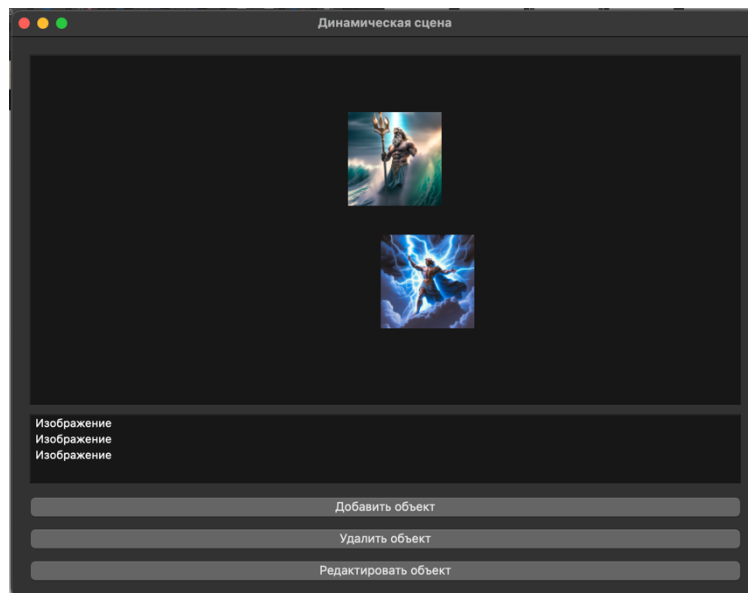 Динамическая сцена
Изображение
Изображение
Изображение
Добавить объект
Удалить объект
Редактировать объект